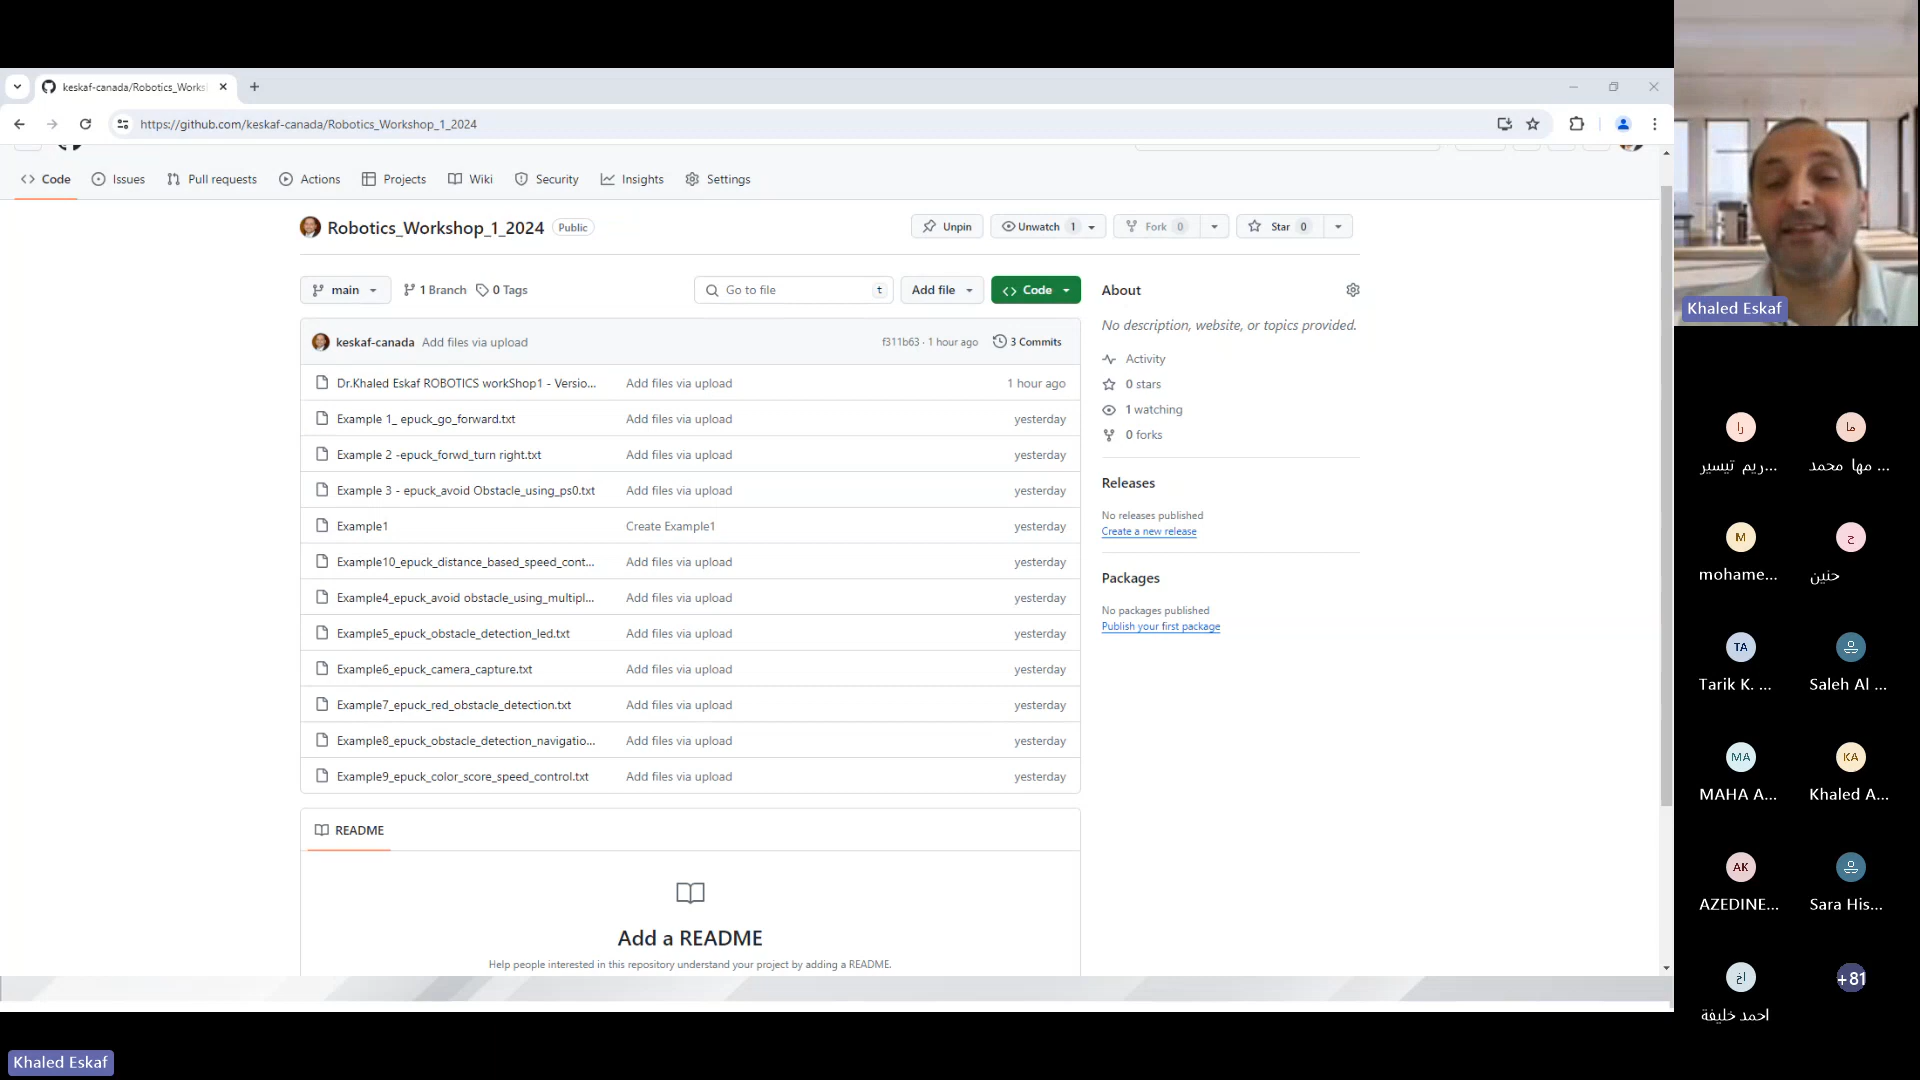 keskaf-canada/Robotics_Works
https://github.com/keskaf-canada/Robotics_Workshop_1_2024
Code Issues Pull requests Actions Projects Wiki Security Insights Settings
Robotics_Workshop_1_2024 Public
Unpin Unwatch 1 Fork 0 Star 0
main 1 Branch 0 Tags Go to file t Add file Code
keskaf-canada Add files via upload f311b63 · 1 hour ago 3 Commits
Dr.Khaled Eskaf ROBOTICS workShop1 - Versio... Add files via upload 1 hour ago
Example 1_ epuck_go_forward.txt Add files via upload yesterday
Example 2 -epuck_forwd_turn right.txt Add files via upload yesterday
Example 3 - epuck_avoid Obstacle_using_ps0.txt Add files via upload yesterday
Example1 Create Example1 yesterday
Example10_epuck_distance_based_speed_cont... Add files via upload yesterday
Example4_epuck_avoid obstacle_using_multipl... Add files via upload yesterday
Example5_epuck_obstacle_detection_led.txt Add files via upload yesterday
Example6_epuck_camera_capture.txt Add files via upload yesterday
Example7_epuck_red_obstacle_detection.txt Add files via upload yesterday
Example8_epuck_obstacle_detection_navigatio... Add files via upload yesterday
Example9_epuck_color_score_speed_control.txt Add files via upload yesterday
README
Add a README
Help people interested in this repository understand your project by adding a README.
About
No description, website, or topics provided.
Activity
0 stars
1 watching
0 forks
Releases
No releases published
Create a new release
Packages
No packages published
Publish your first package
Khaled Eskaf
را
ريم تيسير...
ما
مها محمد ...
M
mohame...
ح
حنين
TA
Tarik K. ...
Saleh Al ...
MA
MAHA A...
KA
Khaled A...
AK
AZEDINE...
Sara His...
اخ
احمد خليفة
+81
Khaled Eskaf